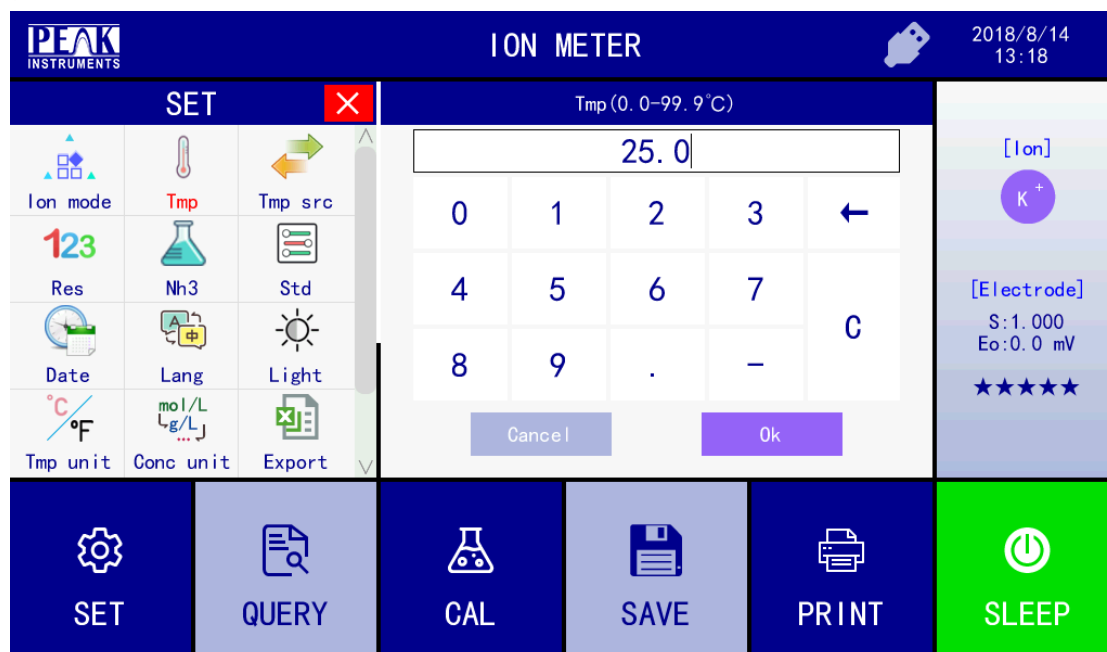 PEAK
INSTRUMENTS
ION METER
2018/8/14
13:18
SET
Tmp(0.0-99.9°C)
25.0
Ion mode
Tmp
Tmp src
123
Res
Nh3
Std
A
中
Date
Lang
Light
°C/°F
mol/L
g/L
...
Tmp unit
Conc unit
Export
0 1 2 3 ←
4 5 6 7
C
8 9 . −
Cancel
Ok
[Ion]
K+
[Electrode]
S:1.000
Eo:0.0 mV
★★★★★
SET
QUERY
CAL
SAVE
PRINT
SLEEP